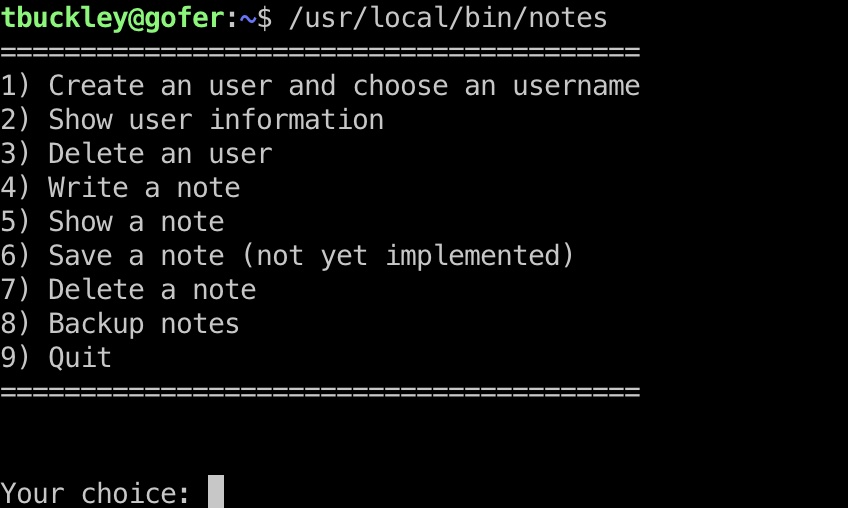 tbuckley@gofer:~$ /usr/local/bin/notes
========================================
1) Create an user and choose an username
2) Show user information
3) Delete an user
4) Write a note
5) Show a note
6) Save a note (not yet implemented)
7) Delete a note
8) Backup notes
9) Quit
========================================
Your choice: